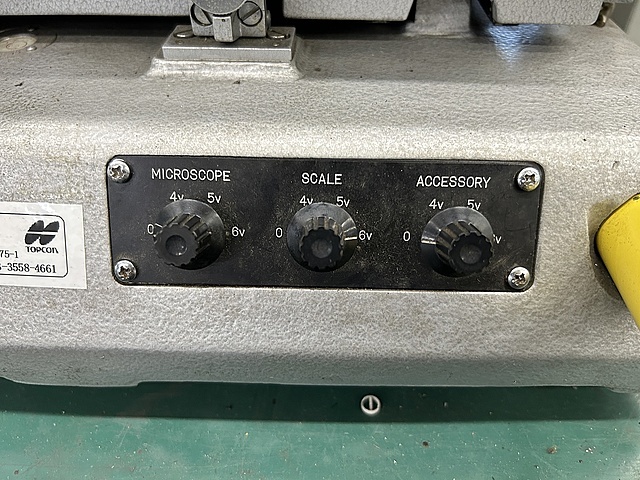 MICROSCOPE
4v 5v
0 6v
SCALE
4v 5v
0 6v
ACCESSORY
4v 5v
0 v
TOPCON
75-1
-3558-4661